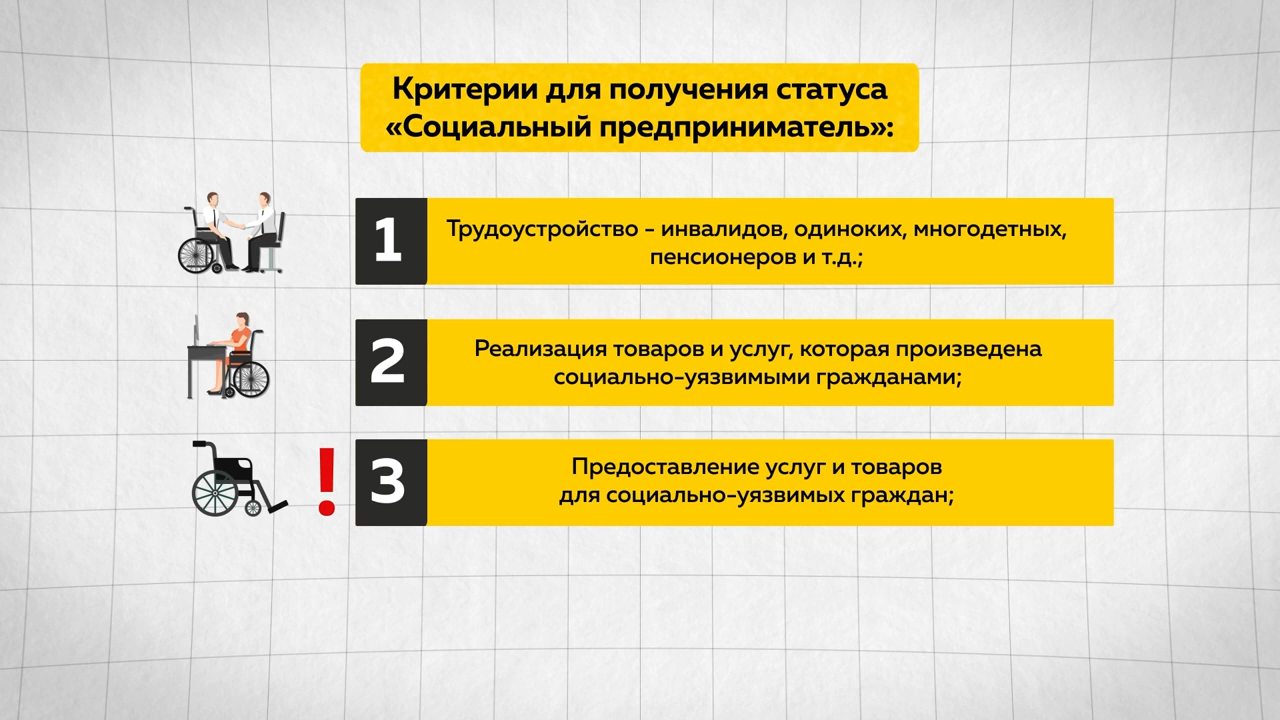 Критерии для получения статуса
«Социальный предприниматель»:
1
Трудоустройство - инвалидов, одиноких, многодетных,
пенсионеров и т.д.;
2
Реализация товаров и услуг, которая произведена
социально-уязвимыми гражданами;
!
3
Предоставление услуг и товаров
для социально-уязвимых граждан;